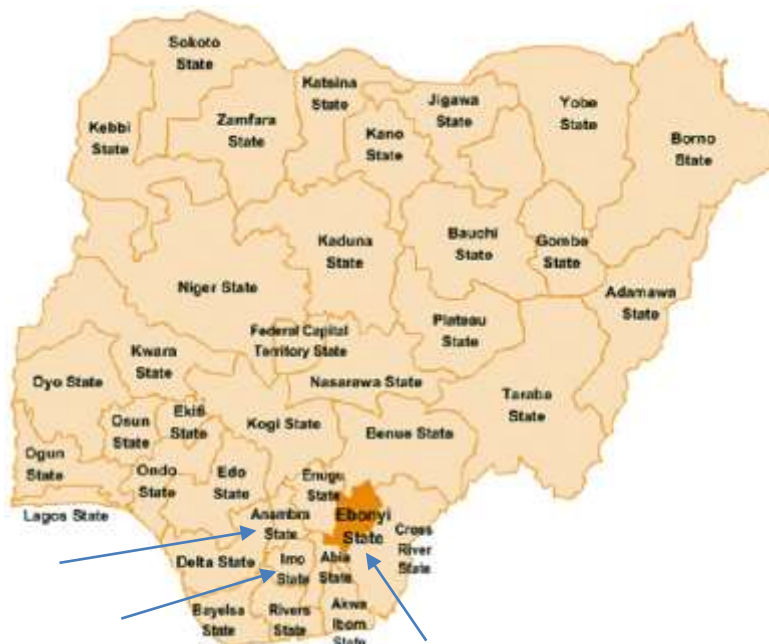 Sokoto
State
Katsina
State
Jigawa
State
Yobe
State
Kebbi
State
Zamfara
State
Kano
State
Borno
State
Kaduna
State
Bauchi
State
Gombe
State
Niger State
Adamawa
State
Federal Capital
Territory State
Plateau
State
Kwara
State
Oyo State
Nasarawa State
Taraba
State
Osun
State
Ekiti
State
Kogi State
Benue State
Ogun
State
Ondo
State
Edo
State
Enugu
State
Lagos State
Anambra
State
Ebonyi
State
Cross
River
State
Delta State
Imo
State
Abia
State
Bayelsa
State
Rivers
State
Akwa
Ibom
State